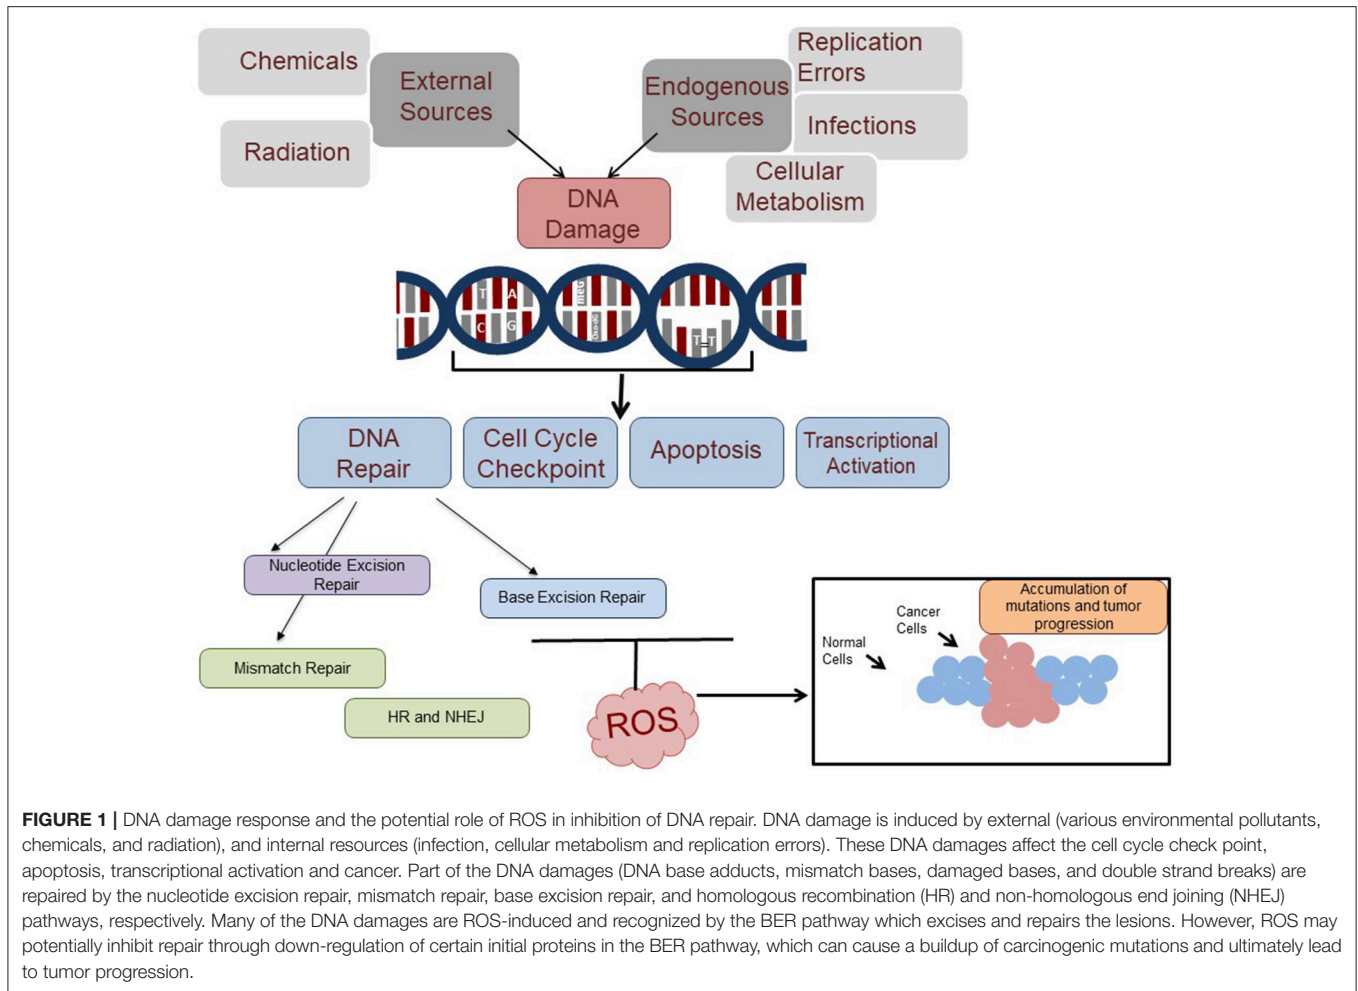 Chemicals
External
Sources
Radiation
Endogenous
Sources
Replication
Errors
Infections
Cellular
Metabolism
DNA
Damage
T A
C G
meG
Oxo-dG
T=T
DNA
Repair
Cell Cycle
Checkpoint
Apoptosis
Transcriptional
Activation
Nucleotide Excision
Repair
Base Excision Repair
Mismatch Repair
HR and NHEJ
ROS
Accumulation of
mutations and tumor
progression
Cancer
Cells
Normal
Cells
FIGURE 1 | DNA damage response and the potential role of ROS in inhibition of DNA repair. DNA damage is induced by external (various environmental pollutants,
chemicals, and radiation), and internal resources (infection, cellular metabolism and replication errors). These DNA damages affect the cell cycle check point,
apoptosis, transcriptional activation and cancer. Part of the DNA damages (DNA base adducts, mismatch bases, damaged bases, and double strand breaks) are
repaired by the nucleotide excision repair, mismatch repair, base excision repair, and homologous recombination (HR) and non-homologous end joining (NHEJ)
pathways, respectively. Many of the DNA damages are ROS-induced and recognized by the BER pathway which excises and repairs the lesions. However, ROS may
potentially inhibit repair through down-regulation of certain initial proteins in the BER pathway, which can cause a buildup of carcinogenic mutations and ultimately lead
to tumor progression.